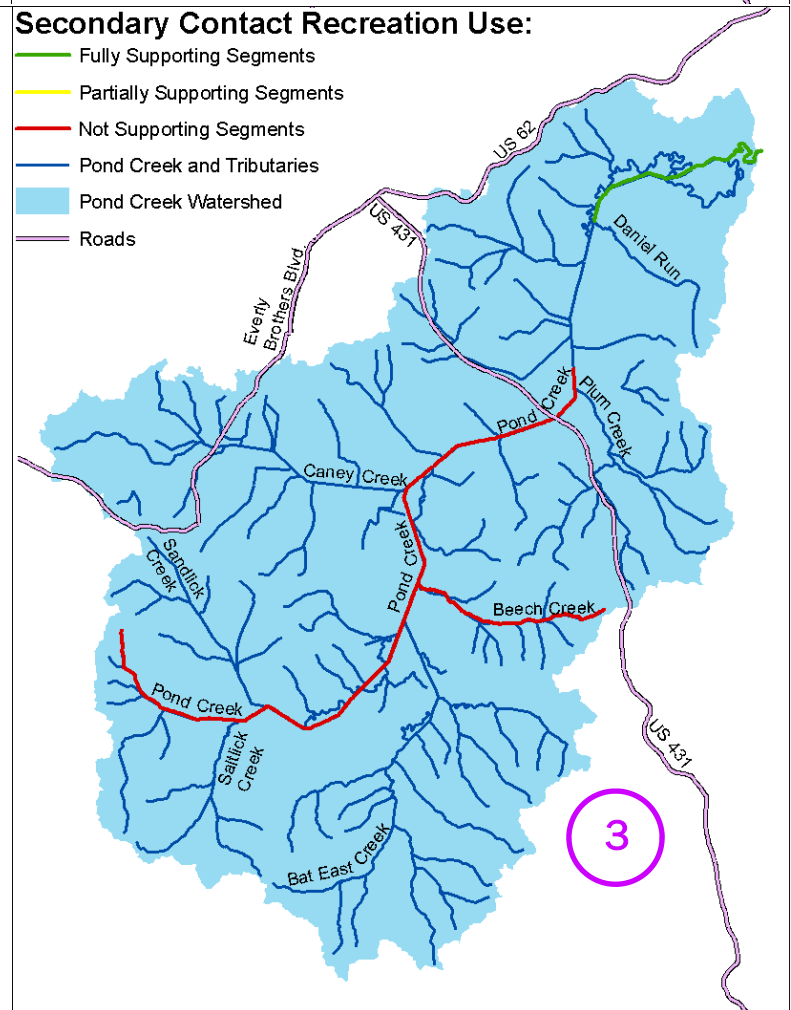 Secondary Contact Recreation Use:
Fully Supporting Segments
Partially Supporting Segments
Not Supporting Segments
Pond Creek and Tributaries
Pond Creek Watershed
Roads
US 62
US 431
Everly
Brothers Blvd.
Daniel Run
Plum Creek
Pond Creek
Caney Creek
Pond Creek
Sandlick
Creek
Beech Creek
Pond Creek
Saltlick
Creek
US 431
Bat East Creek
3